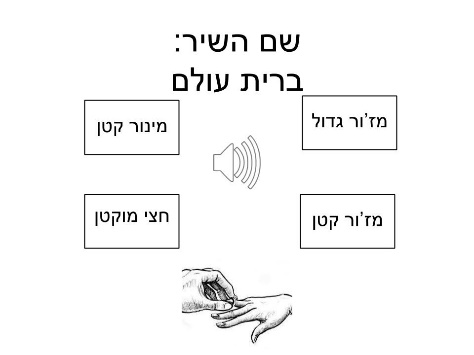 שם השיר:
ברית עולם
מז'ור גדול
מינור קטן
מז'ור קטן
חצי מוקטן